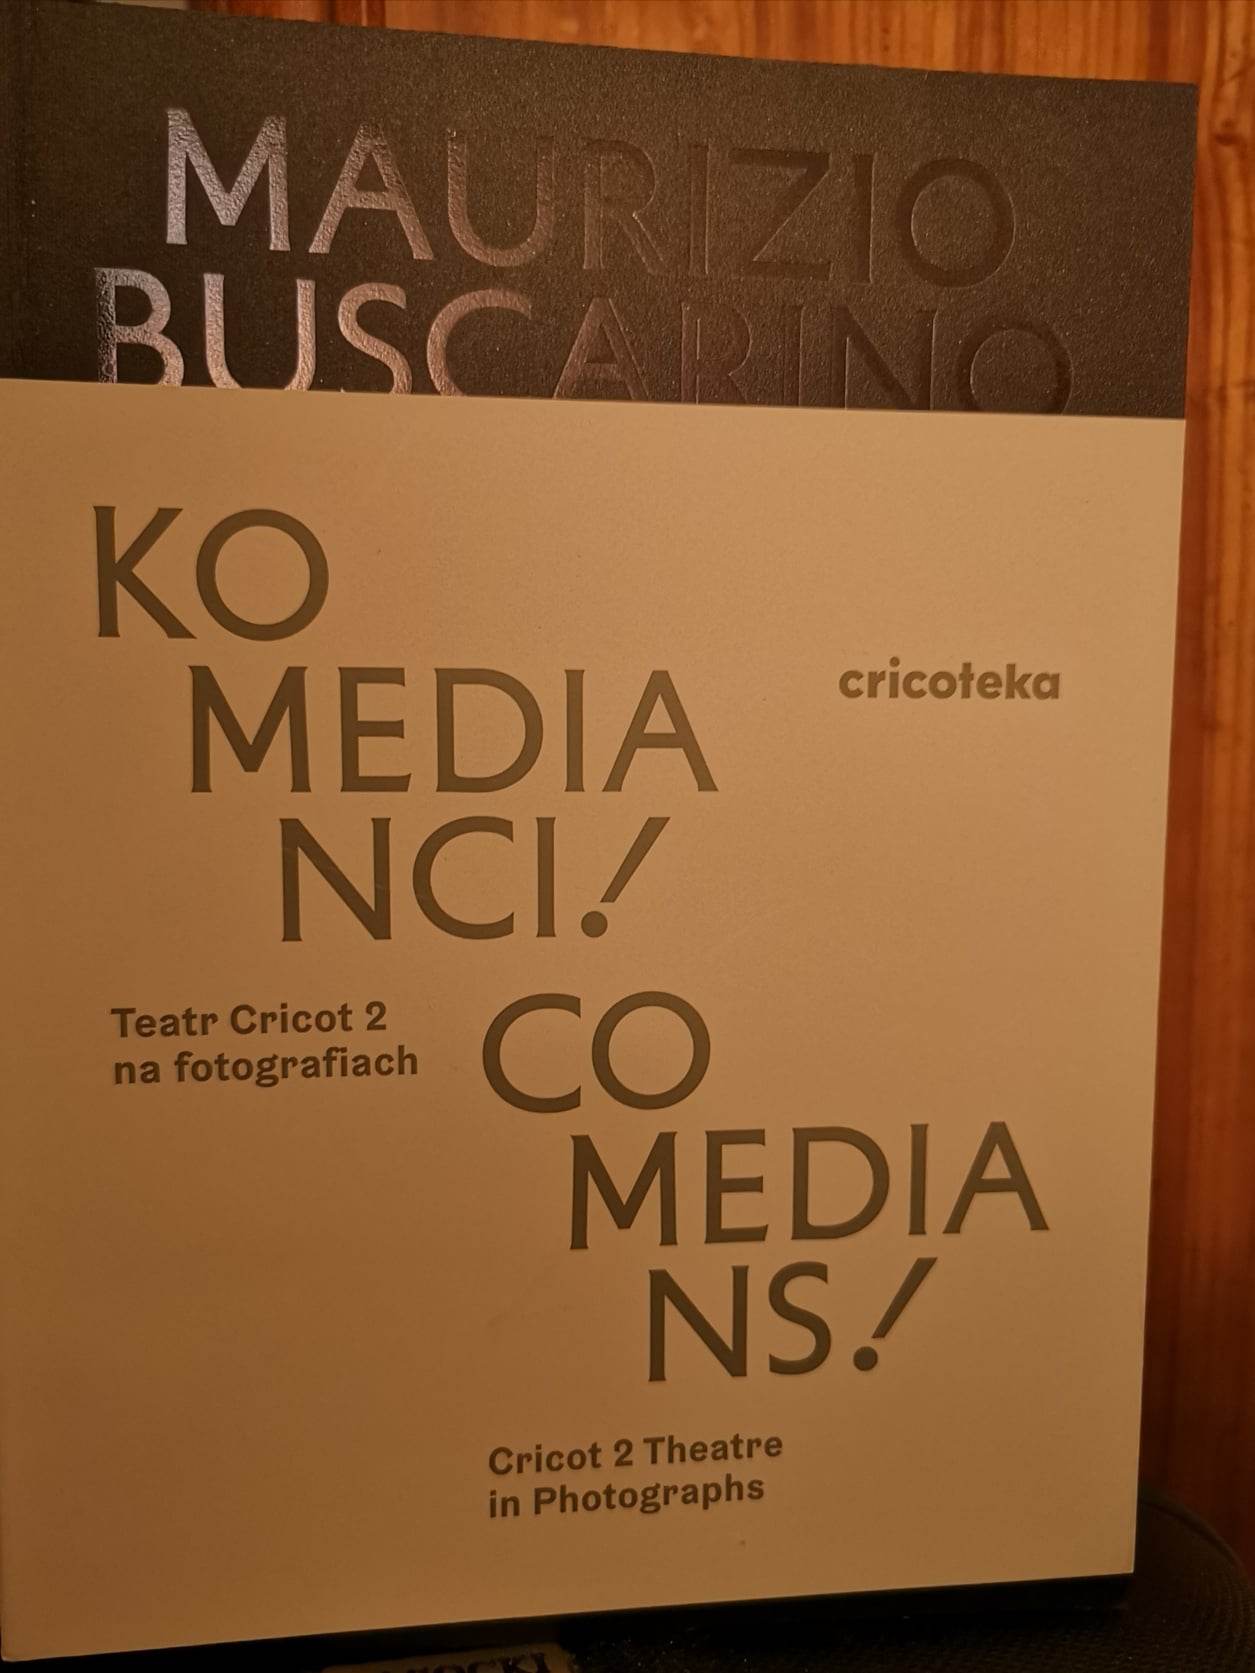 MAURIZIO
BUSCARINO
KO
MEDIA
NCI!
cricoteka
Teatr Cricot 2
na fotografiach
CO
MEDIA
NS!
Cricot 2 Theatre
in Photographs